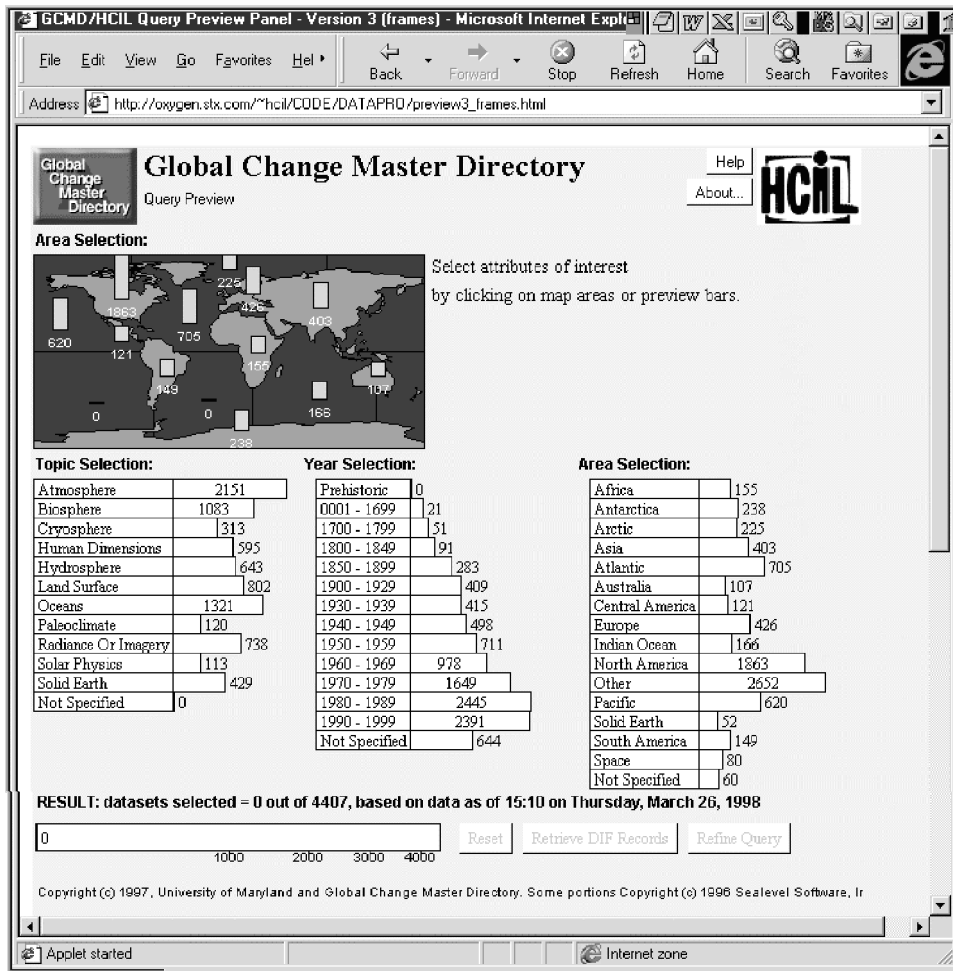 GCMD/HCIL Query Preview Panel - Version 3 (frames) - Microsoft Internet Expl
File Edit View Go Favorites Hel
Back Forward Stop Refresh Home Search Favorites
Address http://oxygen.stx.com/~hcil/CODE/DATAPRO/preview3_frames.html
Global Change Master Directory
Global Change Master Directory
Query Preview
Help
About...
HCIL
Area Selection:
Select attributes of interest
by clicking on map areas or preview bars.
225
1863
426
403
620
705
121
155
149
107
0
0
166
238
Topic Selection:
Atmosphere 2151
Biosphere 1083
Cryosphere 313
Human Dimensions 595
Hydrosphere 643
Land Surface 802
Oceans 1321
Paleoclimate 120
Radiance Or Imagery 738
Solar Physics 113
Solid Earth 429
Not Specified 0
Year Selection:
Prehistoric 0
0001 - 1699 21
1700 - 1799 51
1800 - 1849 91
1850 - 1899 283
1900 - 1929 409
1930 - 1939 415
1940 - 1949 498
1950 - 1959 711
1960 - 1969 978
1970 - 1979 1649
1980 - 1989 2445
1990 - 1999 2391
Not Specified 644
Area Selection:
Africa 155
Antarctica 238
Arctic 225
Asia 403
Atlantic 705
Australia 107
Central America 121
Europe 426
Indian Ocean 166
North America 1863
Other 2652
Pacific 620
Solid Earth 52
South America 149
Space 80
Not Specified 60
RESULT: datasets selected = 0 out of 4407, based on data as of 15:10 on Thursday, March 26, 1998
0
1000 2000 3000 4000
Reset Retrieve DIF Records Refine Query
Copyright (c) 1997, University of Maryland and Global Change Master Directory. Some portions Copyright (c) 1996 Sealevel Software, Ir
Applet started
Internet zone